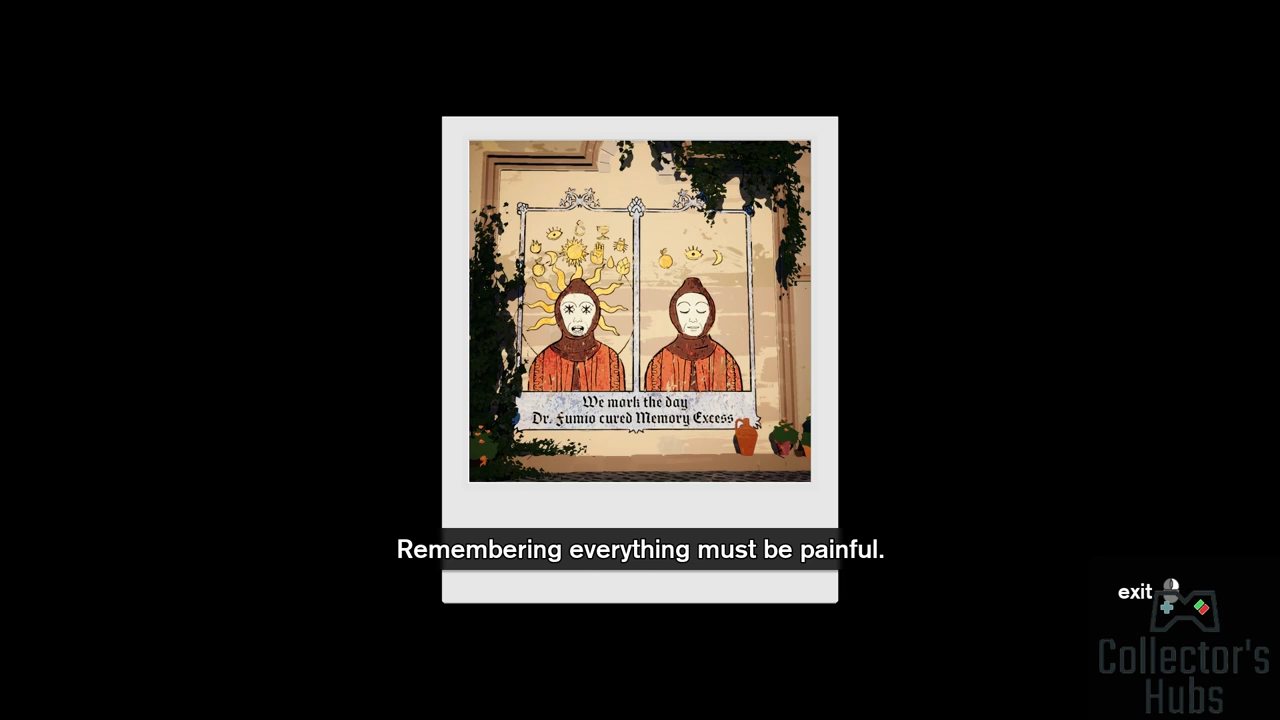 We mark the day
Dr. Fumio cured Memory Excess
Remembering everything must be painful.
exit
Collector's
Hubs